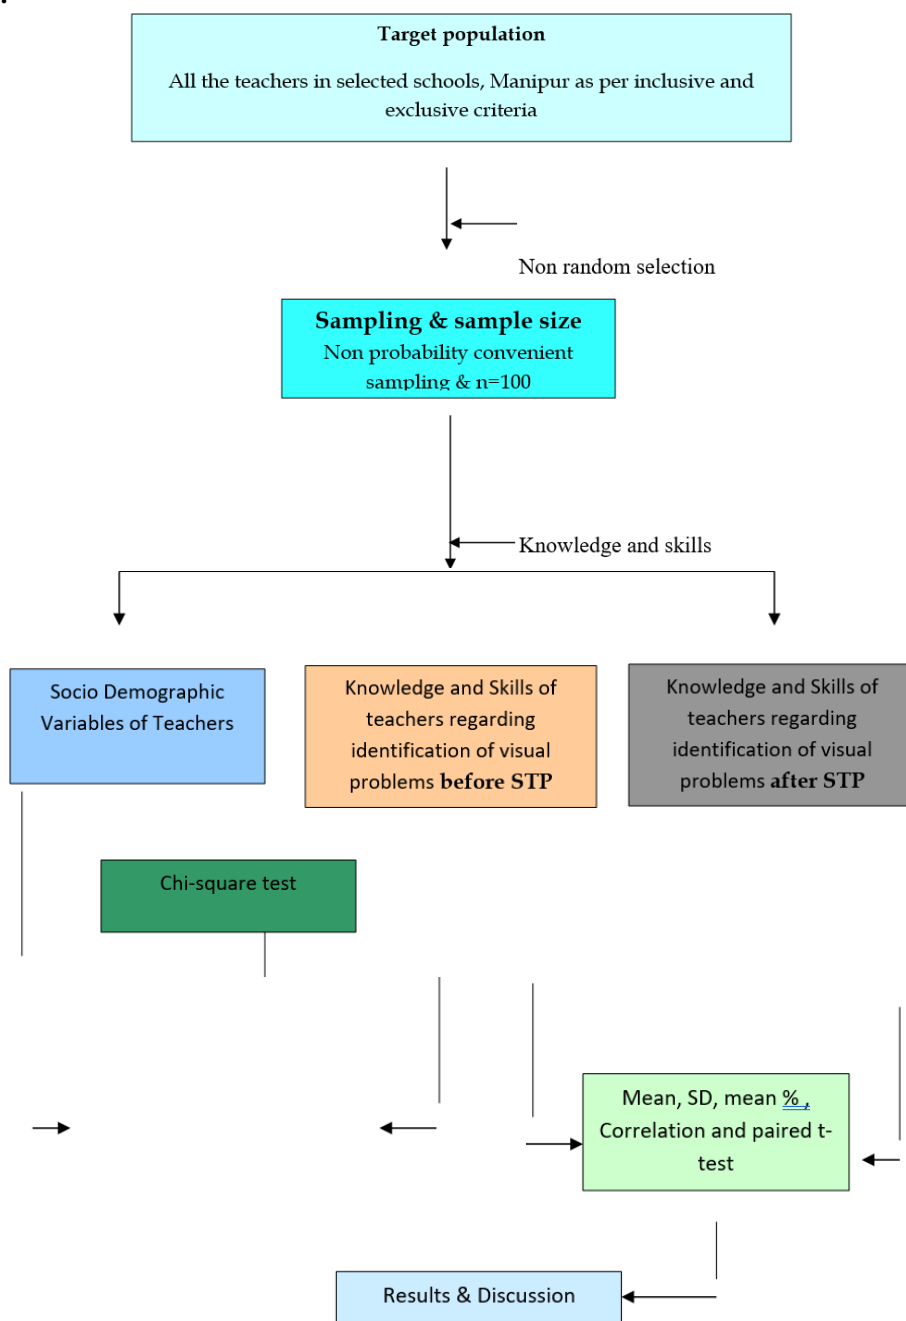 Target population
All the teachers in selected schools, Manipur as per inclusive and
exclusive criteria
Non random selection
Sampling & sample size
Non probability convenient
sampling & n=100
Knowledge and skills
Socio Demographic
Variables of Teachers
Knowledge and Skills of
teachers regarding
identification of visual
problems before STP
Knowledge and Skills of
teachers regarding
identification of visual
problems after STP
Chi-square test
Mean, SD, mean % ,
Correlation and paired t-
test
Results & Discussion